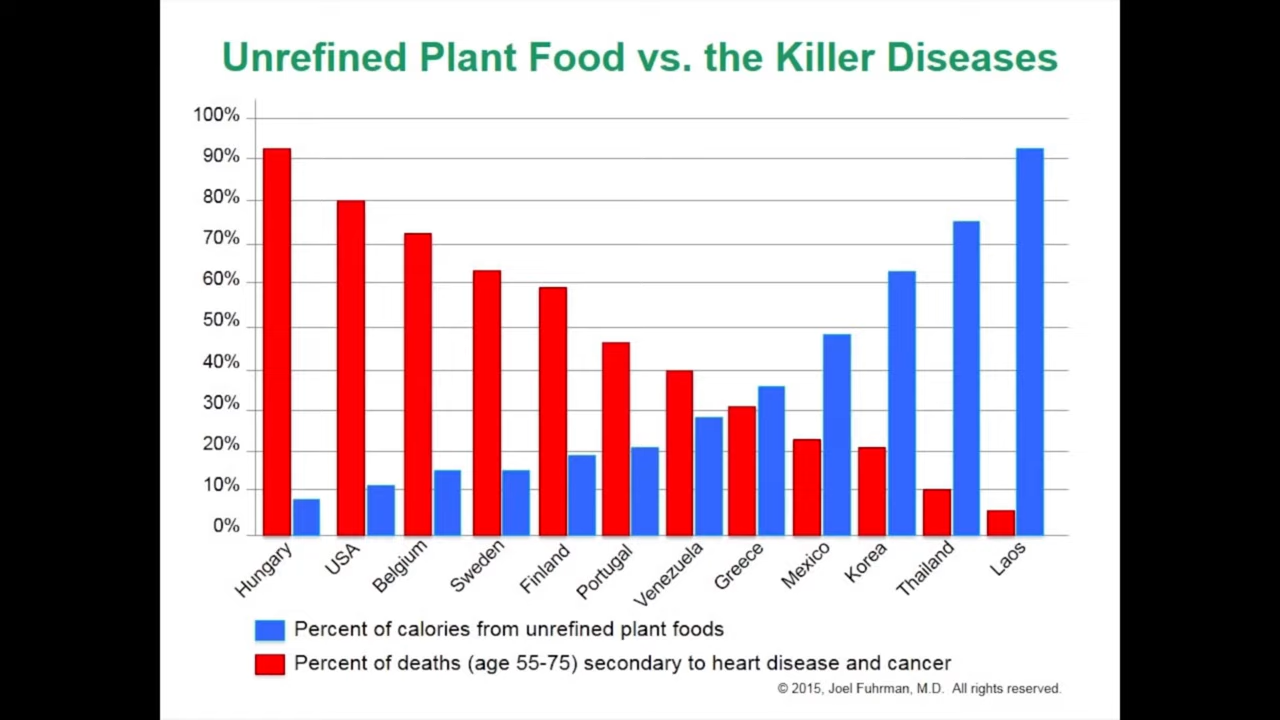 Unrefined Plant Food vs. the Killer Diseases
100%
90%
80%
70%
60%
50%
40%
30%
20%
10%
0%
Hungary
USA
Belgium
Sweden
Finland
Portugal
Venezuela
Greece
Mexico
Korea
Thailand
Laos
Percent of calories from unrefined plant foods
Percent of deaths (age 55-75) secondary to heart disease and cancer
© 2015, Joel Fuhrman, M.D. All rights reserved.